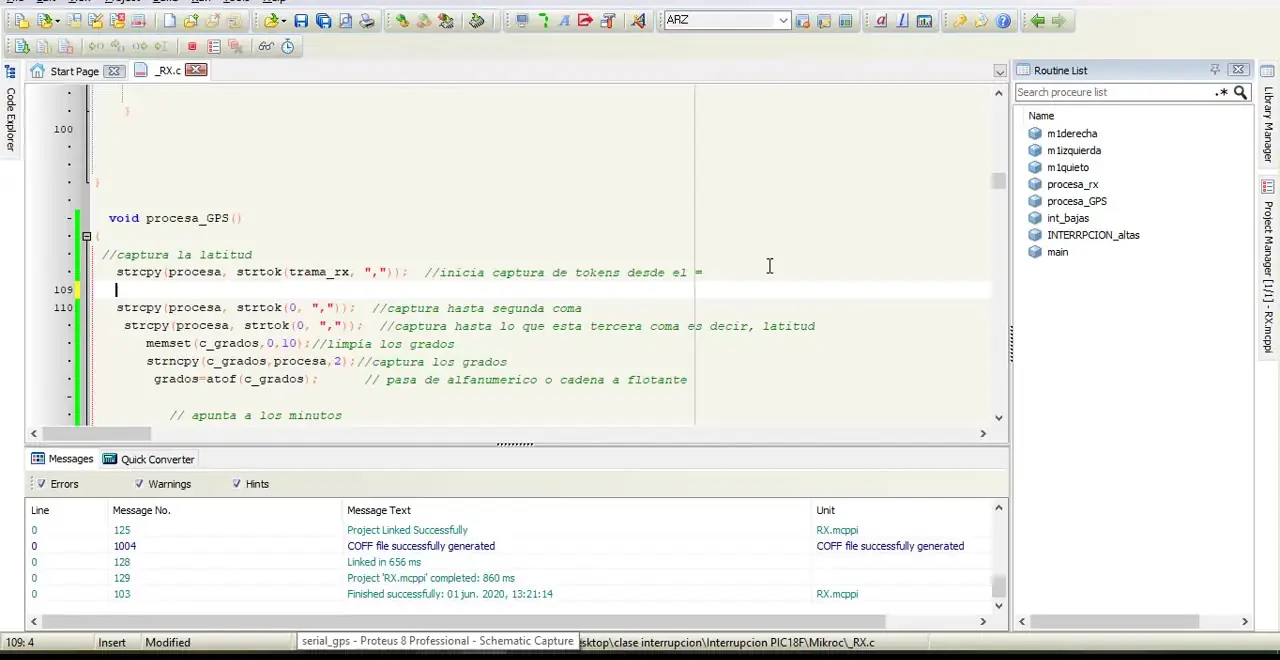 ARZ
Start Page
_RX.c
Code Explorer
}
100
}
void procesa_GPS()
{
//captura la latitud
strcpy(procesa, strtok(trama_rx, ",")); //inicia captura de tokens desde el =
109
110 strcpy(procesa, strtok(0, ",")); //captura hasta segunda coma
strcpy(procesa, strtok(0, ",")); //captura hasta lo que esta tercera coma es decir, latitud
memset(c_grados,0,10);//limpia los grados
strncpy(c_grados,procesa,2);//captura los grados
grados=atof(c_grados); // pasa de alfanumerico o cadena a flotante
// apunta a los minutos
Routine List
Search proceure list
.*
Name
m1derecha
m1izquierda
m1quieto
procesa_rx
procesa_GPS
int_bajas
INTERRPCION_altas
main
Library Manager
Project Manager [1/1] - RX.mcppi
Messages
Quick Converter
Errors
Warnings
Hints
Line Message No. Message Text Unit
0 125 Project Linked Successfully RX.mcppi
0 1004 COFF file successfully generated COFF file successfully generated
0 128 Linked in 656 ms
0 129 Project 'RX.mcppi' completed: 860 ms
0 103 Finished successfully: 01 jun. 2020, 13:21:14 RX.mcppi
109: 4 Insert Modified serial_gps - Proteus 8 Professional - Schematic Capture sktop\clase interrupcion\Interrupcion PIC18F\Mikroc\_RX.c